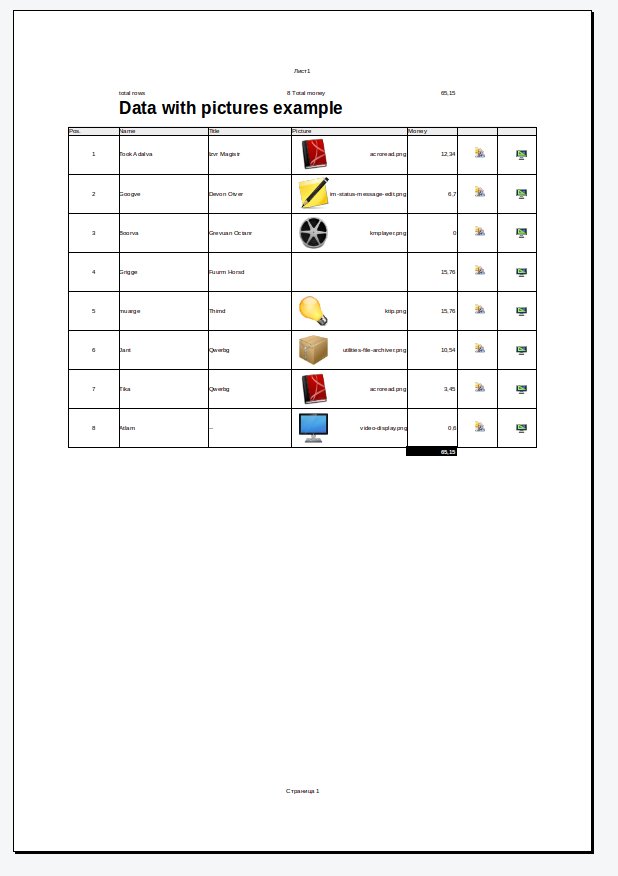 Лист1
total rows 8 Total money 65,15
Data with pictures example
Pos. Name Title Picture Money
1 Took Adalva Izvr Magistr acroread.png 12,34
2 Googve Devon Orver im-status-message-edit.png 6,7
3 Boorva Grevuan Ocianr kmplayer.png 0
4 Grigge Fuurm Horsd 15,76
5 muarge Thimd ktip.png 15,76
6 Jani Qwerbg utilities-file-archiver.png 10,54
7 Tika Qwerbg acroread.png 3,45
8 Adam -- video-display.png 0,6
65,15
Страница 1